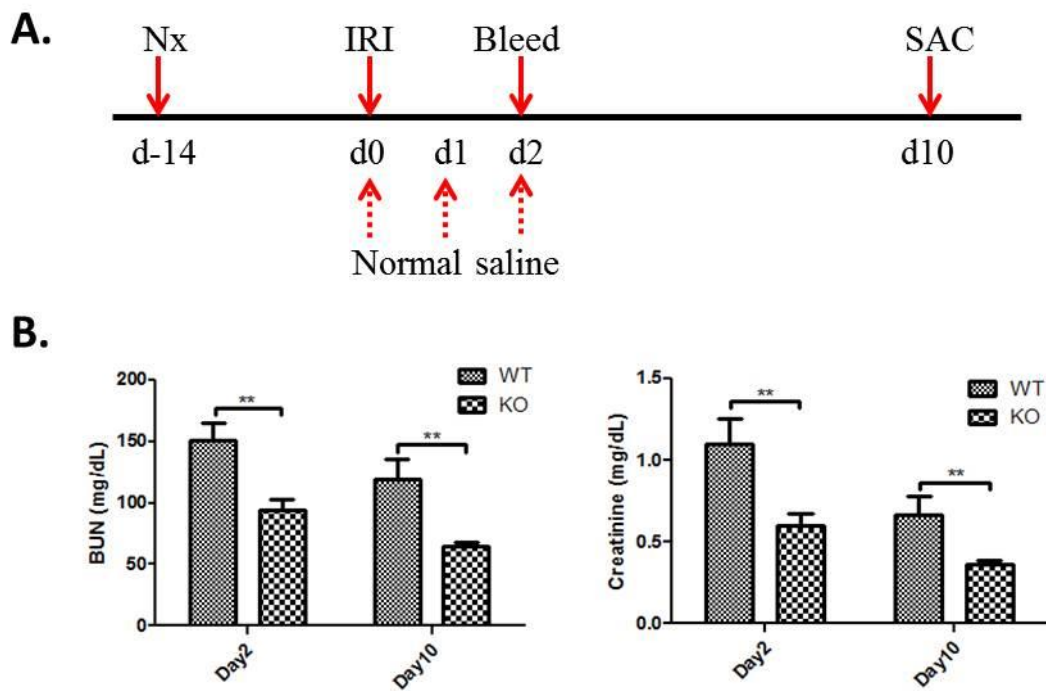 A.
Nx IRI Bleed SAC
d-14 d0 d1 d2 d10
Normal saline
B.
200
150
100
50
0
BUN (mg/dL)
WT
KO
**
**
Day2
Day10
1.5
1.0
0.5
0.0
Creatinine (mg/dL)
WT
KO
**
**
Day2
Day10